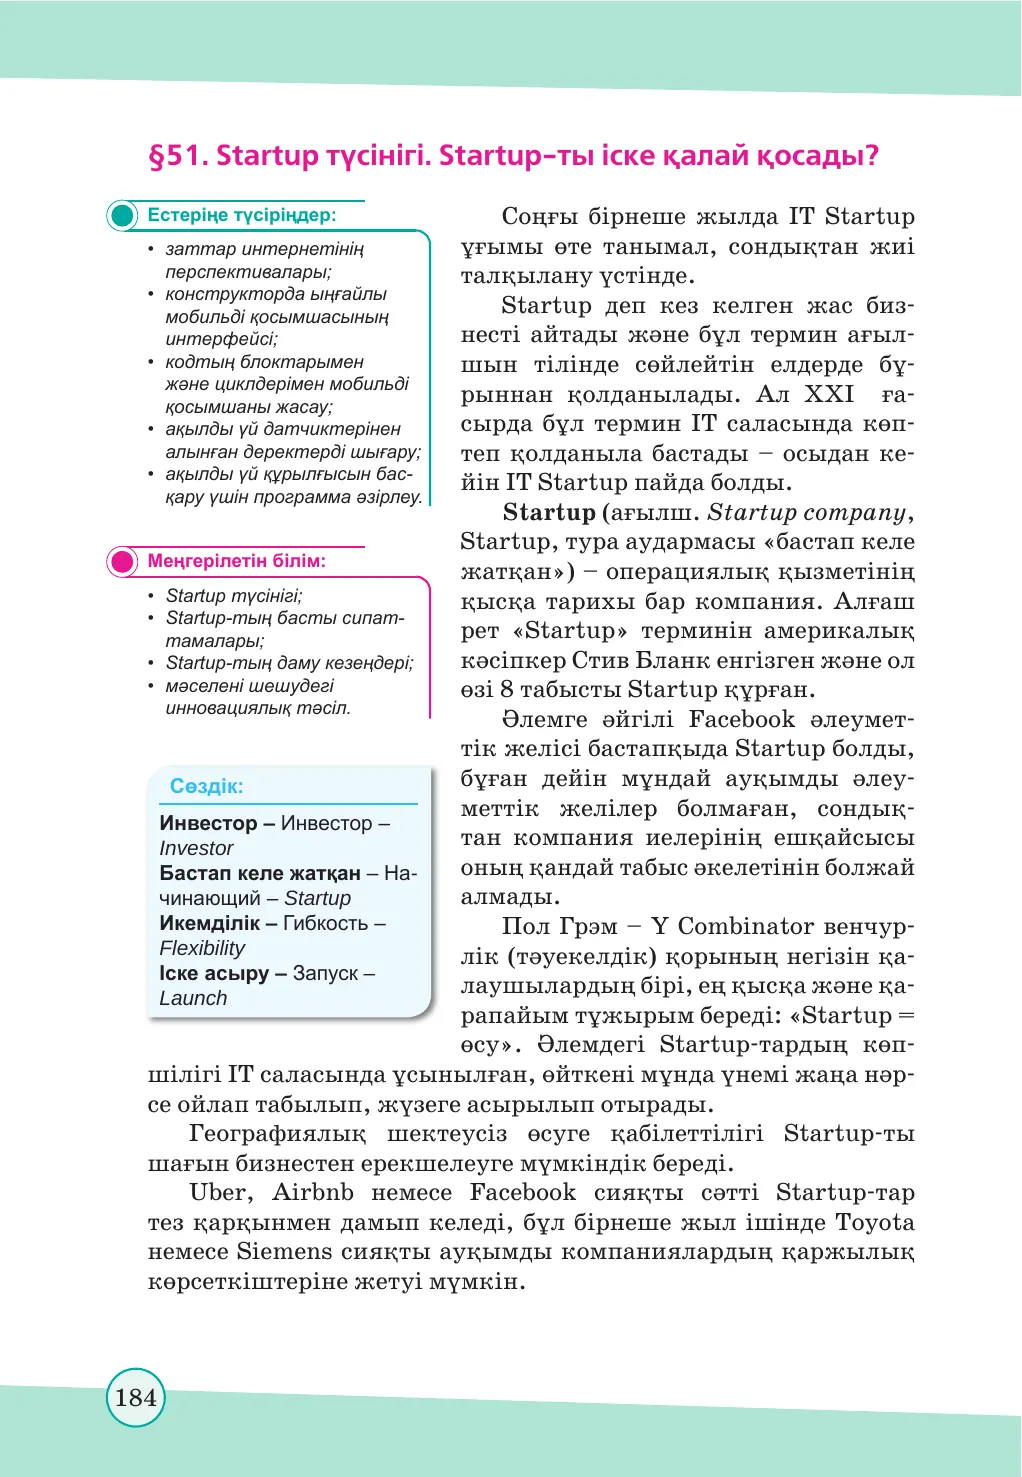 §51. Startup түсінігі. Startup-ты іске қалай қосады?
Естеріңе түсіріңдер:
• заттар интернетінің
перспективалары;
• конструкторда ыңғайлы
мобильді қосымшасының
интерфейсі;
• кодтың блоктарымен
және циклдерімен мобильді
қосымшаны жасау;
• ақылды үй датчиктерінен
алынған деректерді шығару;
• ақылды үй құрылғысын бас-
қару үшін программа әзірлеу.
Меңгерілетін білім:
• Startup түсінігі;
• Startup-тың басты сипат-
тамалары;
• Startup-тың даму кезеңдері;
• мәселені шешудегі
инновациялық тәсіл.
Сөздік:
Инвестор – Инвестор –
Investor
Бастап келе жатқан – На-
чинающий – Startup
Икемділік – Гибкость –
Flexibility
Іске асыру – Запуск –
Launch
Соңғы бірнеше жылда IT Startup
ұғымы өте танымал, сондықтан жиі
талқылану үстінде.
Startup деп кез келген жас биз-
несті айтады және бұл термин ағыл-
шын тілінде сөйлейтін елдерде бұ-
рыннан қолданылады. Ал XXI ға-
сырда бұл термин IT саласында көп-
теп қолданыла бастады – осыдан ке-
йін IT Startup пайда болды.
Startup (ағылш. Startup company,
Startup, тура аудармасы «бастап келе
жатқан») – операциялық қызметінің
қысқа тарихы бар компания. Алғаш
рет «Startup» терминін америкалық
кәсіпкер Стив Бланк енгізген және ол
өзі 8 табысты Startup құрған.
Әлемге әйгілі Facebook әлеумет-
тік желісі бастапқыда Startup болды,
бұған дейін мұндай ауқымды әлеу-
меттік желілер болмаған, сондық-
тан компания иелерінің ешқайсысы
оның қандай табыс әкелетінін болжай
алмады.
Пол Грэм – Y Combinator венчур-
лік (тәуекелдік) қорының негізін қа-
лаушылардың бірі, ең қысқа және қа-
рапайым тұжырым береді: «Startup =
өсу». Әлемдегі Startup-тардың көп-
шілігі IT саласында ұсынылған, өйткені мұнда үнемі жаңа нәр-
се ойлап табылып, жүзеге асырылып отырады.
Географиялық шектеусіз өсуге қабілеттілігі Startup-ты
шағын бизнестен ерекшелеуге мүмкіндік береді.
Uber, Airbnb немесе Facebook сияқты сәтті Startup-тар
тез қарқынмен дамып келеді, бұл бірнеше жыл ішінде Toyota
немесе Siemens сияқты ауқымды компаниялардың қаржылық
көрсеткіштеріне жетуі мүмкін.
184